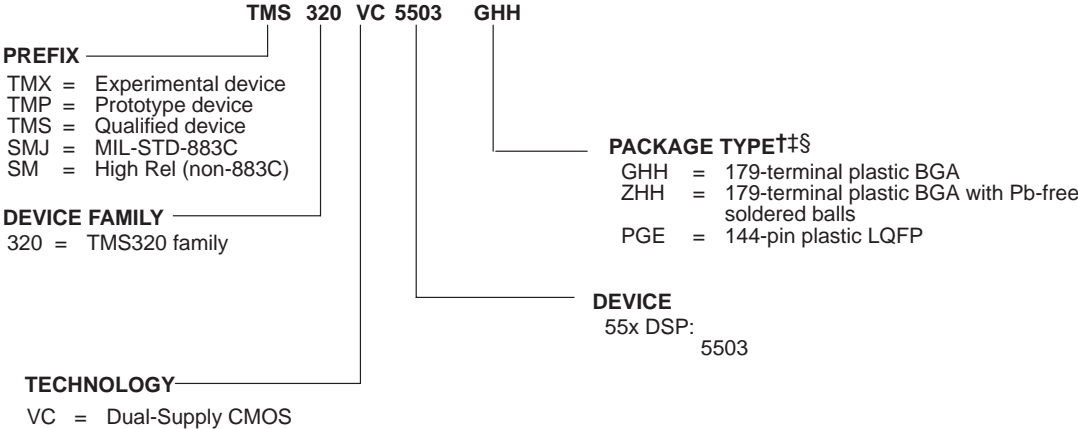 TMS 320 VC 5503 GHH
PREFIX
TMX = Experimental device
TMP = Prototype device
TMS = Qualified device
SMJ = MIL-STD-883C
SM = High Rel (non-883C)
DEVICE FAMILY
320 = TMS320 family
TECHNOLOGY
VC = Dual-Supply CMOS
PACKAGE TYPE†‡§
GHH = 179-terminal plastic BGA
ZHH = 179-terminal plastic BGA with Pb-free
soldered balls
PGE = 144-pin plastic LQFP
DEVICE
55x DSP:
5503